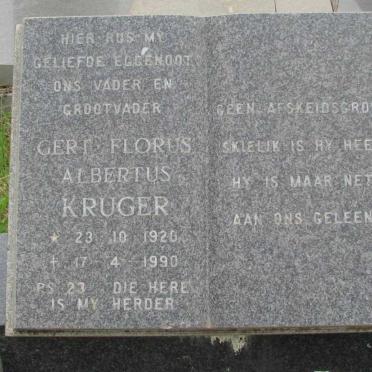 HIER RUS MY
GELIEFDE EGGENOOT
ONS VADER EN
GROOTVADER
GERT FLORUS
ALBERTUS
KRUGER
* 23 10 1920
† 17 4 1990
PS 23 DIE HERE
IS MY HERDER
GEEN AFSKEIDSGRO
SKIELIK IS HY HEE
HY IS MAAR NET
AAN ONS GELEEN